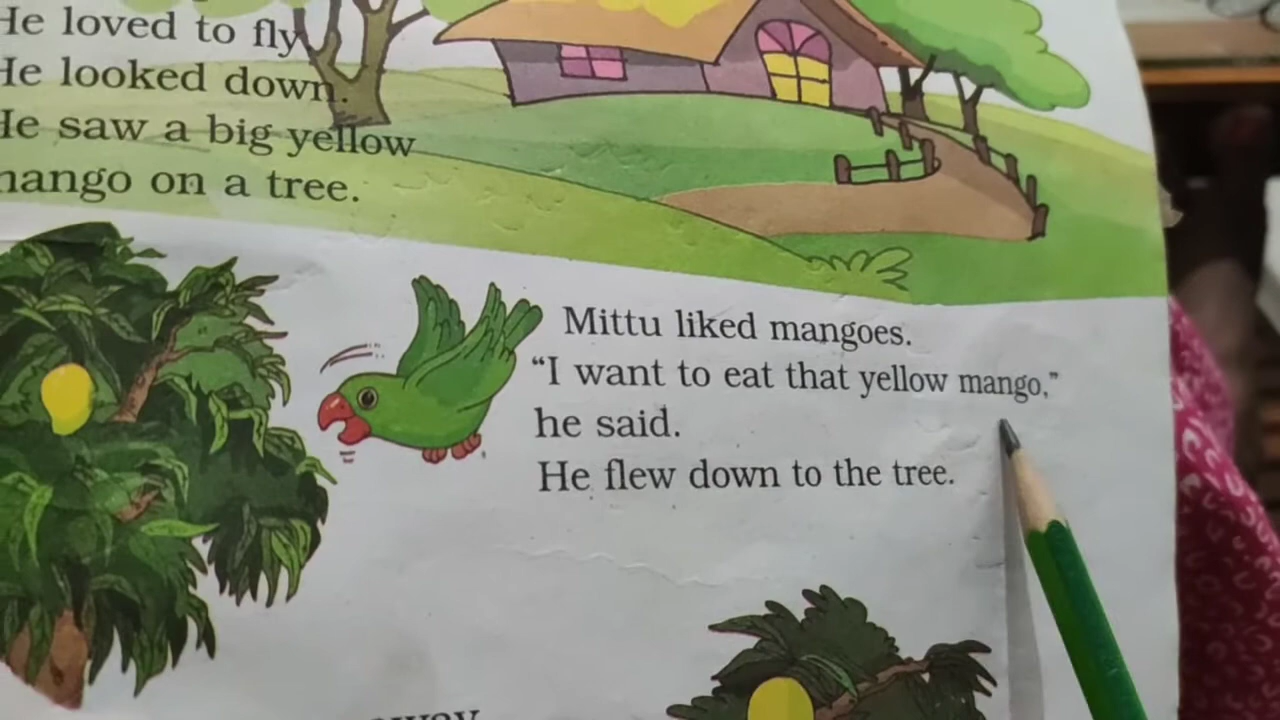 He loved to fly
He looked down.
He saw a big yellow
mango on a tree.
Mittu liked mangoes.
“I want to eat that yellow mango,”
he said.
He flew down to the tree.